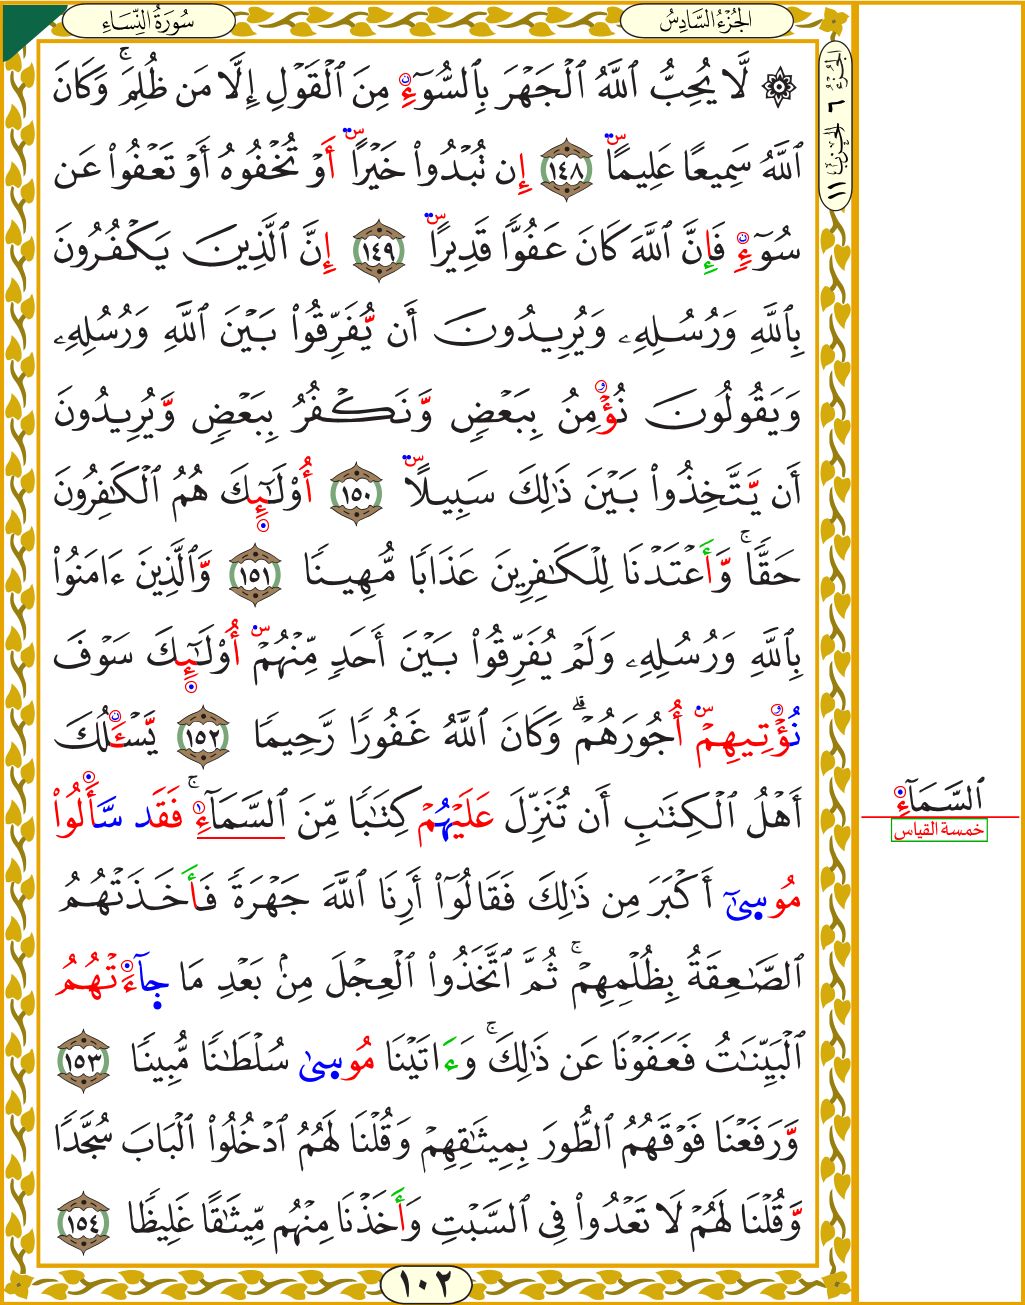 سُورَةُ النِّسَاءِ
الجُزْءُ السَّادِسُ
الجُزْءُ ٦ الحِزْبُ ١١
۞ لَّا يُحِبُّ ٱللَّهُ ٱلْجَهْرَ بِٱلسُّوٓءِ مِنَ ٱلْقَوْلِ إِلَّا مَن ظُلِمَ ۚ وَكَانَ
ٱللَّهُ سَمِيعًا عَلِيمًا ١٤٨ إِن تُبْدُوا۟ خَيْرًا أَوْ تُخْفُوهُ أَوْ تَعْفُوا۟ عَن
سُوٓءٍ فَإِنَّ ٱللَّهَ كَانَ عَفُوًّا قَدِيرًا ١٤٩ إِنَّ ٱلَّذِينَ يَكْفُرُونَ
بِٱللَّهِ وَرُسُلِهِۦ وَيُرِيدُونَ أَن يُّفَرِّقُوا۟ بَيْنَ ٱللَّهِ وَرُسُلِهِۦ
وَيَقُولُونَ نُؤْمِنُ بِبَعْضٍ وَّنَكْفُرُ بِبَعْضٍ وَّيُرِيدُونَ
أَن يَّتَّخِذُوا۟ بَيْنَ ذَٰلِكَ سَبِيلًا ١٥٠ أُو۟لَـٰٓئِكَ هُمُ ٱلْكَـٰفِرُونَ
حَقًّا ۚ وَّأَعْتَدْنَا لِلْكَـٰفِرِينَ عَذَابًا مُّهِينًا ١٥١ وَّٱلَّذِينَ ءَامَنُوا۟
بِٱللَّهِ وَرُسُلِهِۦ وَلَمْ يُفَرِّقُوا۟ بَيْنَ أَحَدٍ مِّنْهُمْ أُو۟لَـٰٓئِكَ سَوْفَ
نُؤْتِيهِمْ أُجُورَهُمْ ۗ وَكَانَ ٱللَّهُ غَفُورًا رَّحِيمًا ١٥٢ يَّسْـَٔلُكَ
أَهْلُ ٱلْكِتَـٰبِ أَن تُنَزِّلَ عَلَيْهُمْ كِتَـٰبًا مِّنَ ٱلسَّمَآءِ ۚ فَقَد سَّأَلُوا۟
مُوسِىٰٓ أَكْبَرَ مِن ذَٰلِكَ فَقَالُوٓا۟ أَرِنَا ٱللَّهَ جَهْرَةً فَأَخَذَتْهُمُ
ٱلصَّـٰعِقَةُ بِظُلْمِهِمْ ۚ ثُمَّ ٱتَّخَذُوا۟ ٱلْعِجْلَ مِنۢ بَعْدِ مَا جِآءَتْهُمُ
ٱلْبَيِّنَـٰتُ فَعَفَوْنَا عَن ذَٰلِكَ ۚ وَءَاتَيْنَا مُوسِىٰ سُلْطَـٰنًا مُّبِينًا ١٥٣
وَّرَفَعْنَا فَوْقَهُمُ ٱلطُّورَ بِمِيثَـٰقِهِمْ وَقُلْنَا لَهُمُ ٱدْخُلُوا۟ ٱلْبَابَ سُجَّدًا
وَّقُلْنَا لَهُمْ لَا تَعْدُوا۟ فِى ٱلسَّبْتِ وَأَخَذْنَا مِنْهُم مِّيثَـٰقًا غَلِيظًا ١٥٤
ٱلسَّمَآءِ
خمسة القياس
١٠٢